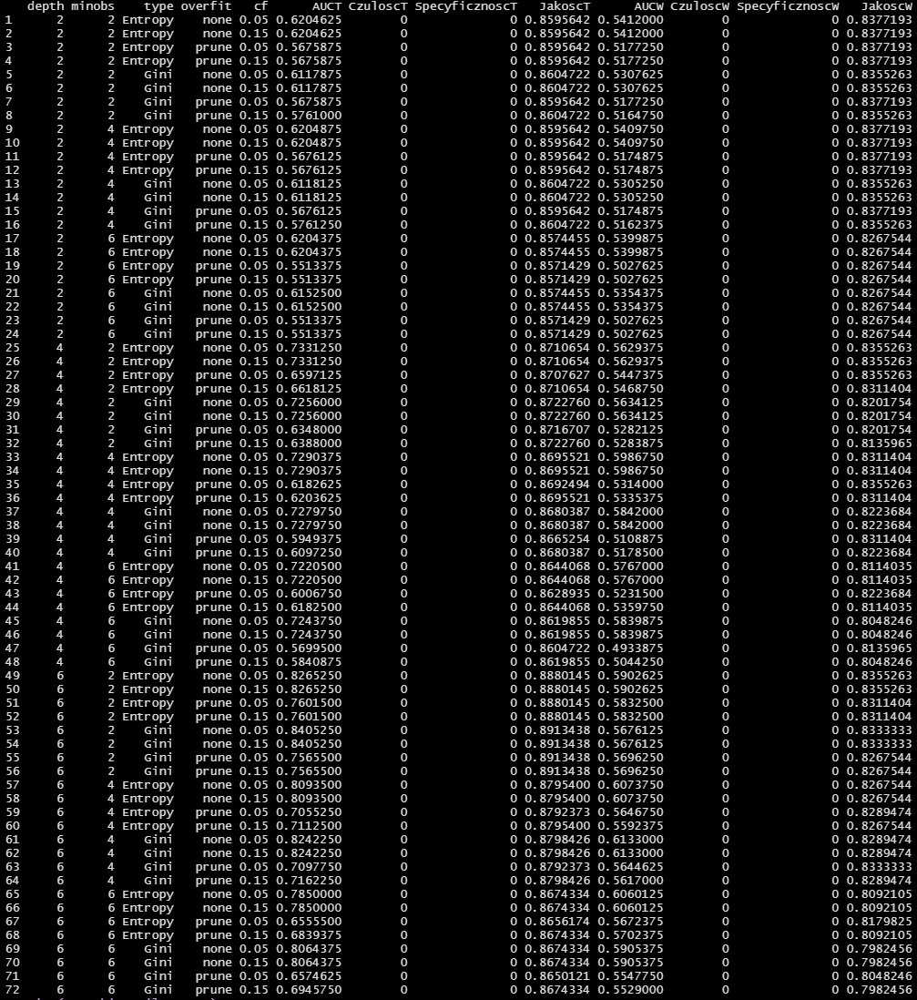 depth minobs type overfit cf AUCT CzuloscT SpecyficznoscT JakoscT AUCW CzuloscW SpecyficznoscW JakoscW
1 2 2 Entropy none 0.05 0.6204625 0 0 0.8595642 0.5412000 0 0 0.8377193
2 2 2 Entropy none 0.15 0.6204625 0 0 0.8595642 0.5412000 0 0 0.8377193
3 2 2 Entropy prune 0.05 0.5675875 0 0 0.8595642 0.5177250 0 0 0.8377193
4 2 2 Entropy prune 0.15 0.5675875 0 0 0.8595642 0.5177250 0 0 0.8377193
5 2 2 Gini none 0.05 0.6117875 0 0 0.8604722 0.5307625 0 0 0.8355263
6 2 2 Gini none 0.15 0.6117875 0 0 0.8604722 0.5307625 0 0 0.8355263
7 2 2 Gini prune 0.05 0.5675875 0 0 0.8595642 0.5177250 0 0 0.8377193
8 2 2 Gini prune 0.15 0.5761000 0 0 0.8604722 0.5164750 0 0 0.8355263
9 2 4 Entropy none 0.05 0.6204875 0 0 0.8595642 0.5409750 0 0 0.8377193
10 2 4 Entropy none 0.15 0.6204875 0 0 0.8595642 0.5409750 0 0 0.8377193
11 2 4 Entropy prune 0.05 0.5676125 0 0 0.8595642 0.5174875 0 0 0.8377193
12 2 4 Entropy prune 0.15 0.5676125 0 0 0.8595642 0.5174875 0 0 0.8377193
13 2 4 Gini none 0.05 0.6118125 0 0 0.8604722 0.5305250 0 0 0.8355263
14 2 4 Gini none 0.15 0.6118125 0 0 0.8604722 0.5305250 0 0 0.8355263
15 2 4 Gini prune 0.05 0.5676125 0 0 0.8595642 0.5174875 0 0 0.8377193
16 2 4 Gini prune 0.15 0.5761250 0 0 0.8604722 0.5162375 0 0 0.8355263
17 2 6 Entropy none 0.05 0.6204375 0 0 0.8574455 0.5399875 0 0 0.8267544
18 2 6 Entropy none 0.15 0.6204375 0 0 0.8574455 0.5399875 0 0 0.8267544
19 2 6 Entropy prune 0.05 0.5513375 0 0 0.8571429 0.5027625 0 0 0.8267544
20 2 6 Entropy prune 0.15 0.5513375 0 0 0.8571429 0.5027625 0 0 0.8267544
21 2 6 Gini none 0.05 0.6152500 0 0 0.8574455 0.5354375 0 0 0.8267544
22 2 6 Gini none 0.15 0.6152500 0 0 0.8574455 0.5354375 0 0 0.8267544
23 2 6 Gini prune 0.05 0.5513375 0 0 0.8571429 0.5027625 0 0 0.8267544
24 2 6 Gini prune 0.15 0.5513375 0 0 0.8571429 0.5027625 0 0 0.8267544
25 4 2 Entropy none 0.05 0.7331250 0 0 0.8710654 0.5629375 0 0 0.8355263
26 4 2 Entropy none 0.15 0.7331250 0 0 0.8710654 0.5629375 0 0 0.8355263
27 4 2 Entropy prune 0.05 0.6597125 0 0 0.8707627 0.5447375 0 0 0.8355263
28 4 2 Entropy prune 0.15 0.6618125 0 0 0.8710654 0.5468750 0 0 0.8311404
29 4 2 Gini none 0.05 0.7256000 0 0 0.8722760 0.5634125 0 0 0.8201754
30 4 2 Gini none 0.15 0.7256000 0 0 0.8722760 0.5634125 0 0 0.8201754
31 4 2 Gini prune 0.05 0.6348000 0 0 0.8716707 0.5282125 0 0 0.8201754
32 4 2 Gini prune 0.15 0.6388000 0 0 0.8722760 0.5283875 0 0 0.8135965
33 4 4 Entropy none 0.05 0.7290375 0 0 0.8695521 0.5986750 0 0 0.8311404
34 4 4 Entropy none 0.15 0.7290375 0 0 0.8695521 0.5986750 0 0 0.8311404
35 4 4 Entropy prune 0.05 0.6182625 0 0 0.8692494 0.5314000 0 0 0.8355263
36 4 4 Entropy prune 0.15 0.6203625 0 0 0.8695521 0.5335375 0 0 0.8311404
37 4 4 Gini none 0.05 0.7279750 0 0 0.8680387 0.5842000 0 0 0.8223684
38 4 4 Gini none 0.15 0.7279750 0 0 0.8680387 0.5842000 0 0 0.8223684
39 4 4 Gini prune 0.05 0.5949375 0 0 0.8665254 0.5108875 0 0 0.8311404
40 4 4 Gini prune 0.15 0.6097250 0 0 0.8680387 0.5178500 0 0 0.8223684
41 4 6 Entropy none 0.05 0.7220500 0 0 0.8644068 0.5767000 0 0 0.8114035
42 4 6 Entropy none 0.15 0.7220500 0 0 0.8644068 0.5767000 0 0 0.8114035
43 4 6 Entropy prune 0.05 0.6006750 0 0 0.8628935 0.5231500 0 0 0.8223684
44 4 6 Entropy prune 0.15 0.6182500 0 0 0.8644068 0.5359750 0 0 0.8114035
45 4 6 Gini none 0.05 0.7243750 0 0 0.8619855 0.5839875 0 0 0.8048246
46 4 6 Gini none 0.15 0.7243750 0 0 0.8619855 0.5839875 0 0 0.8048246
47 4 6 Gini prune 0.05 0.5699500 0 0 0.8604722 0.4933875 0 0 0.8135965
48 4 6 Gini prune 0.15 0.5840875 0 0 0.8619855 0.5044250 0 0 0.8048246
49 6 2 Entropy none 0.05 0.8265250 0 0 0.8880145 0.5902625 0 0 0.8355263
50 6 2 Entropy none 0.15 0.8265250 0 0 0.8880145 0.5902625 0 0 0.8355263
51 6 2 Entropy prune 0.05 0.7601500 0 0 0.8880145 0.5832500 0 0 0.8311404
52 6 2 Entropy prune 0.15 0.7601500 0 0 0.8880145 0.5832500 0 0 0.8311404
53 6 2 Gini none 0.05 0.8405250 0 0 0.8913438 0.5676125 0 0 0.8333333
54 6 2 Gini none 0.15 0.8405250 0 0 0.8913438 0.5676125 0 0 0.8333333
55 6 2 Gini prune 0.05 0.7565500 0 0 0.8913438 0.5696250 0 0 0.8267544
56 6 2 Gini prune 0.15 0.7565500 0 0 0.8913438 0.5696250 0 0 0.8267544
57 6 4 Entropy none 0.05 0.8093500 0 0 0.8795400 0.6073750 0 0 0.8267544
58 6 4 Entropy none 0.15 0.8093500 0 0 0.8795400 0.6073750 0 0 0.8267544
59 6 4 Entropy prune 0.05 0.7055250 0 0 0.8792373 0.5646750 0 0 0.8289474
60 6 4 Entropy prune 0.15 0.7112500 0 0 0.8795400 0.5592375 0 0 0.8267544
61 6 4 Gini none 0.05 0.8242250 0 0 0.8798426 0.6133000 0 0 0.8289474
62 6 4 Gini none 0.15 0.8242250 0 0 0.8798426 0.6133000 0 0 0.8289474
63 6 4 Gini prune 0.05 0.7097750 0 0 0.8792373 0.5644625 0 0 0.8333333
64 6 4 Gini prune 0.15 0.7162250 0 0 0.8798426 0.5617000 0 0 0.8289474
65 6 6 Entropy none 0.05 0.7850000 0 0 0.8674334 0.6060125 0 0 0.8092105
66 6 6 Entropy none 0.15 0.7850000 0 0 0.8674334 0.6060125 0 0 0.8092105
67 6 6 Entropy prune 0.05 0.6555500 0 0 0.8656174 0.5672375 0 0 0.8179825
68 6 6 Entropy prune 0.15 0.6839375 0 0 0.8674334 0.5702375 0 0 0.8092105
69 6 6 Gini none 0.05 0.8064375 0 0 0.8674334 0.5905375 0 0 0.7982456
70 6 6 Gini none 0.15 0.8064375 0 0 0.8674334 0.5905375 0 0 0.7982456
71 6 6 Gini prune 0.05 0.6574625 0 0 0.8650121 0.5547750 0 0 0.8048246
72 6 6 Gini prune 0.15 0.6945750 0 0 0.8674334 0.5529000 0 0 0.7982456